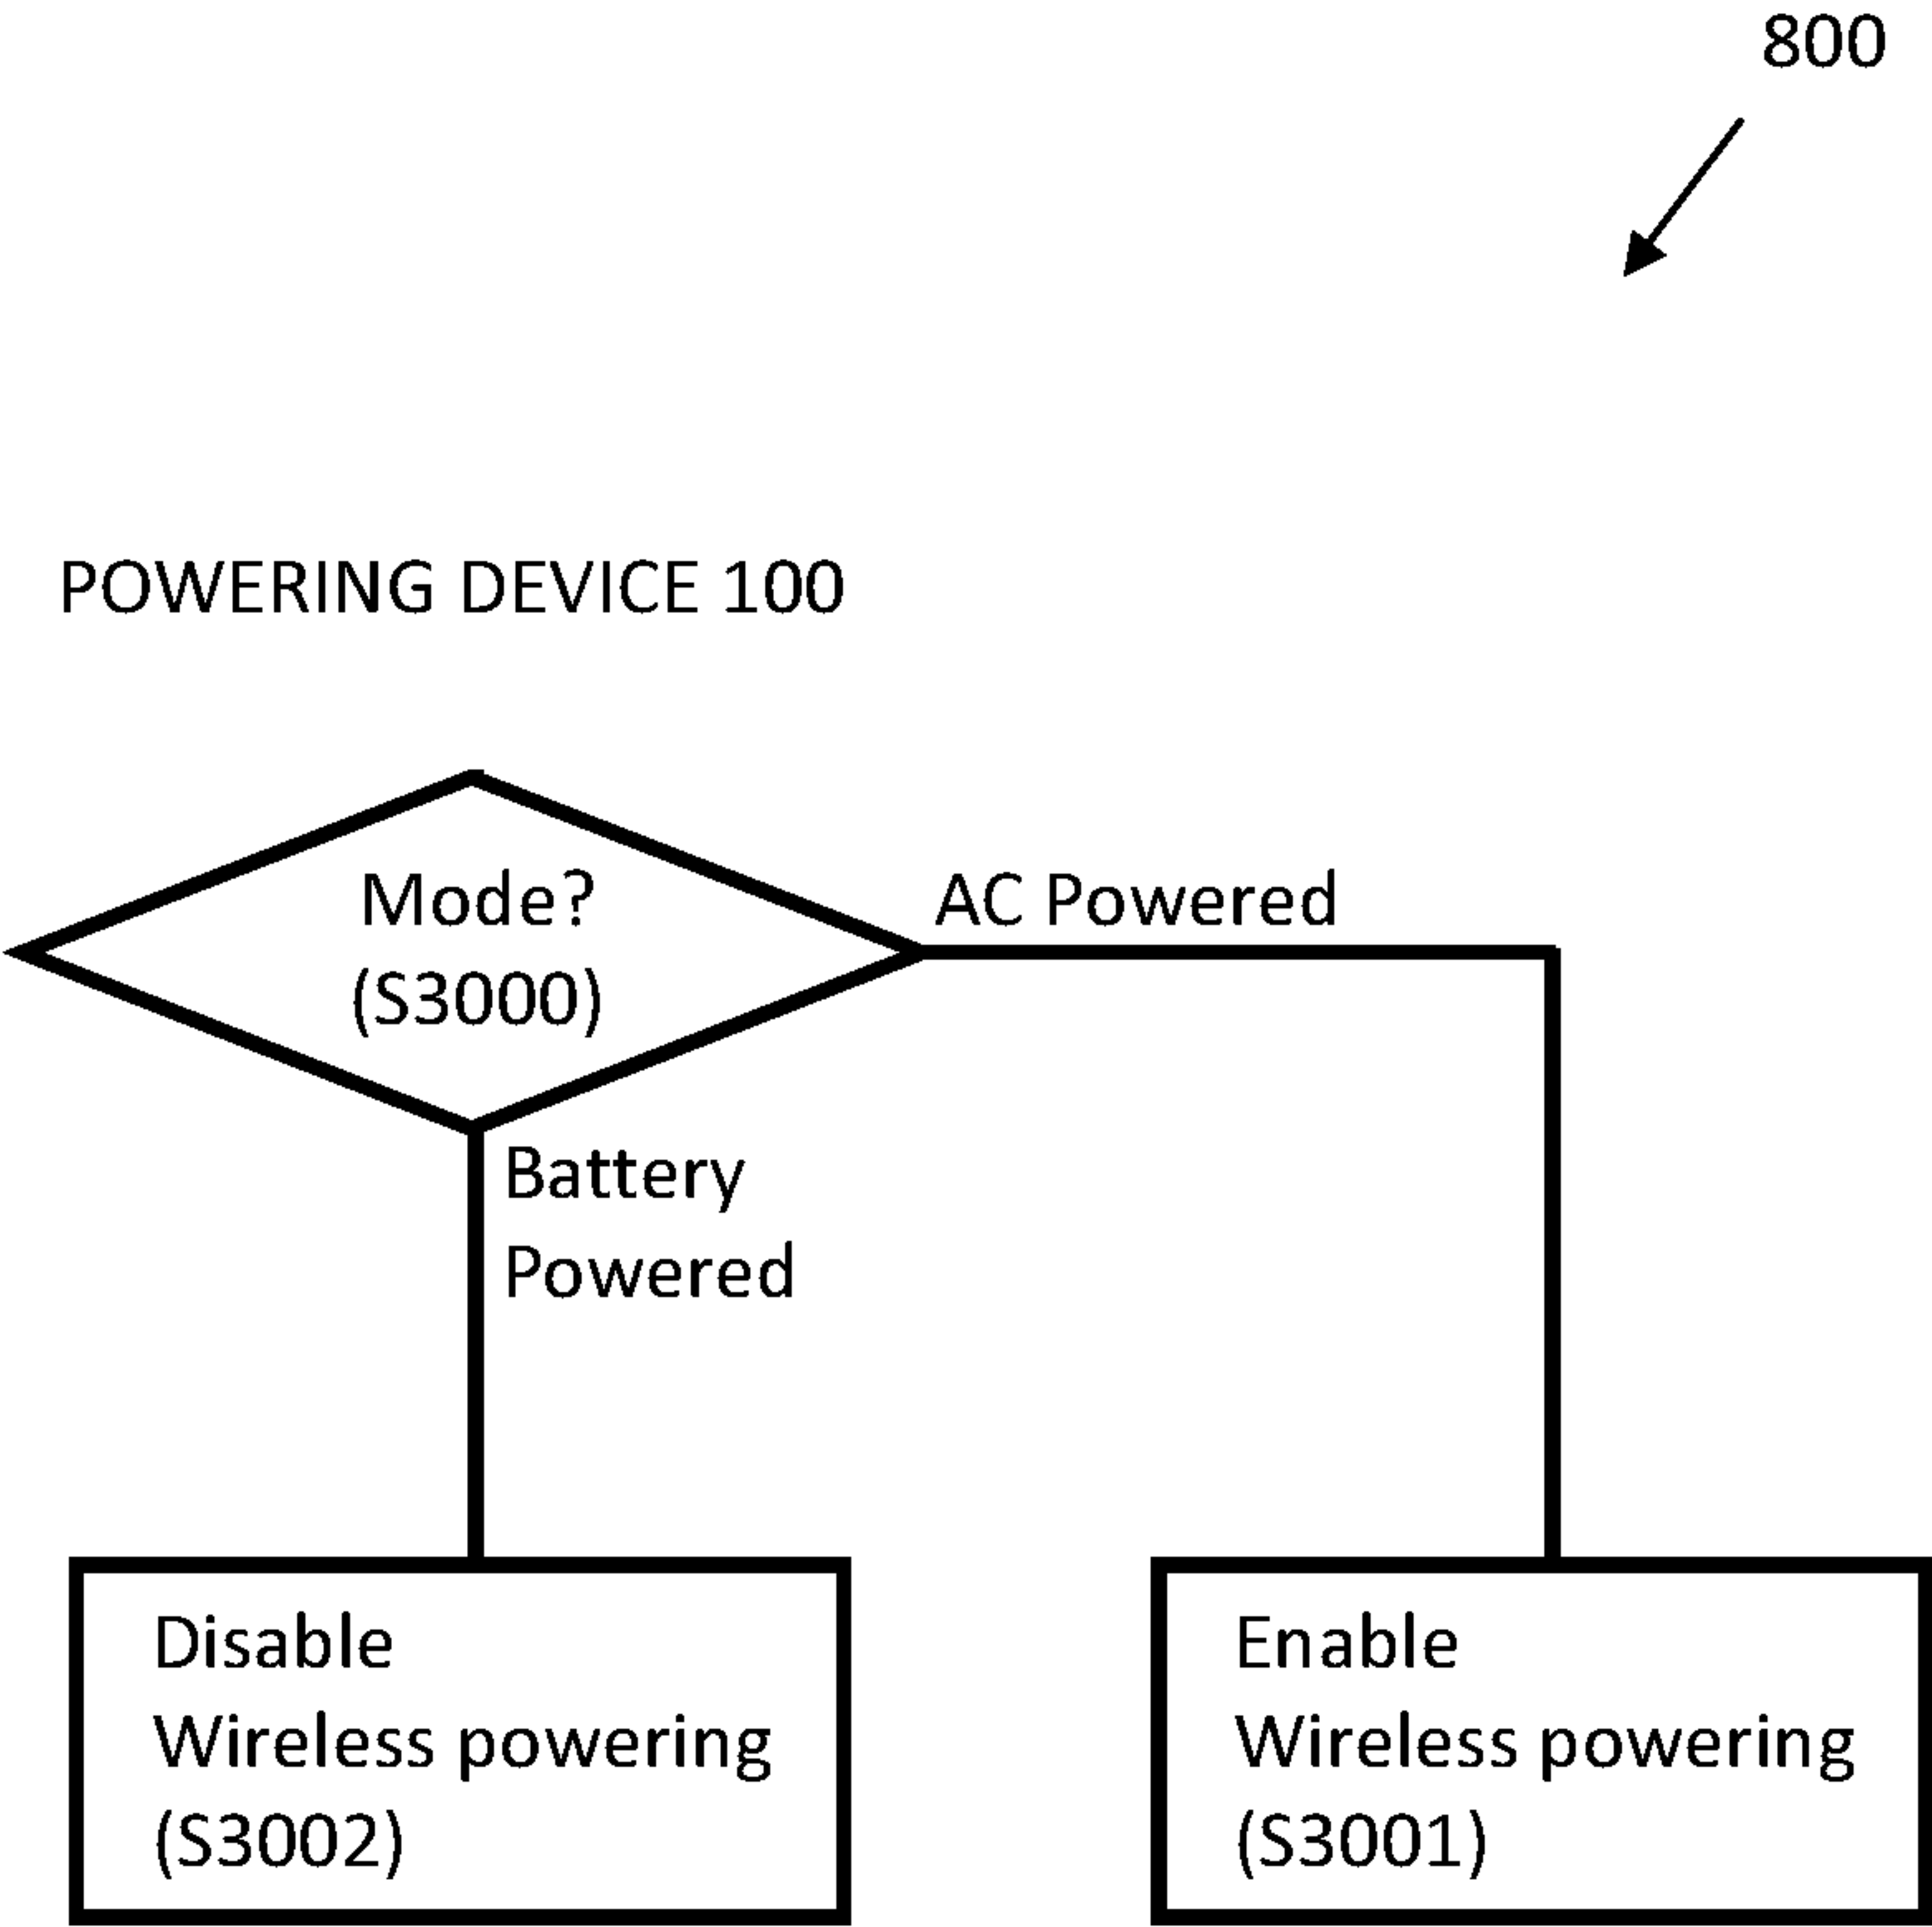 800
POWERING DEVICE 100
Mode?
(S3000)
AC Powered
Battery
Powered
Disable
Wireless powering
(S3002)
Enable
Wireless powering
(S3001)